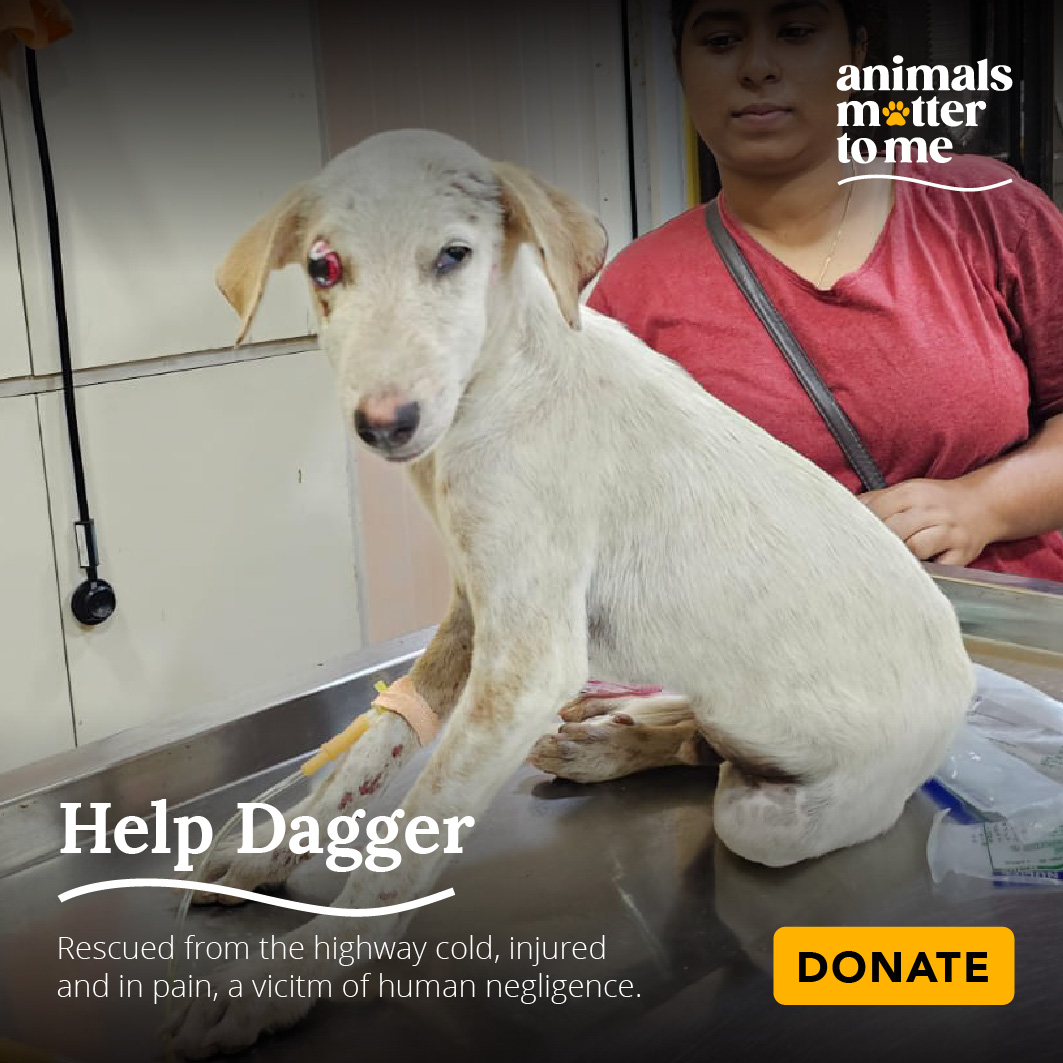 animals
matter
to me
Help Dagger
Rescued from the highway cold, injured
and in pain, a vicitm of human negligence.
DONATE